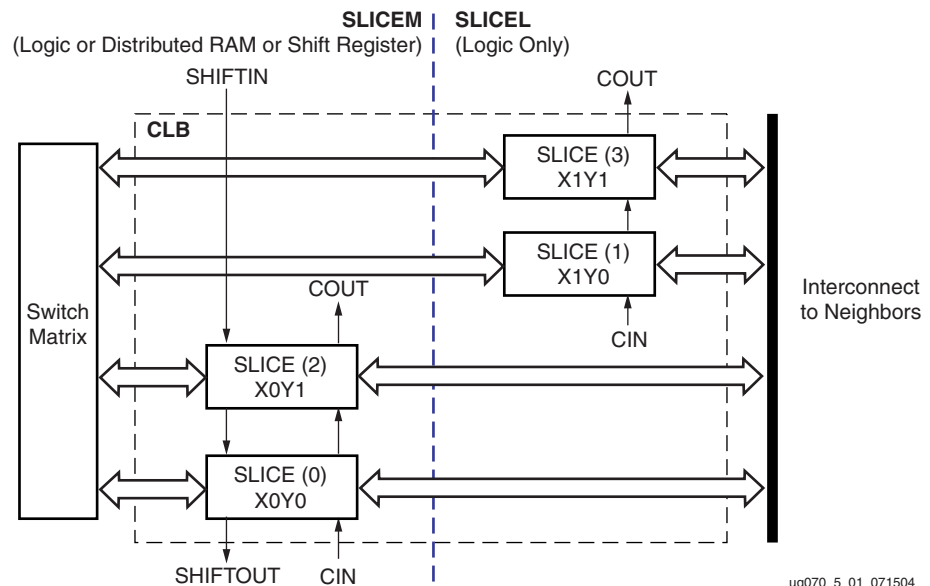 SLICEM
(Logic or Distributed RAM or Shift Register)
SLICEL
(Logic Only)
SHIFTIN
COUT
CLB
SLICE (3)
X1Y1
SLICE (1)
X1Y0
COUT
CIN
Switch
Matrix
Interconnect
to Neighbors
SLICE (2)
X0Y1
SLICE (0)
X0Y0
SHIFTOUT
CIN
ug070_5_01_071504